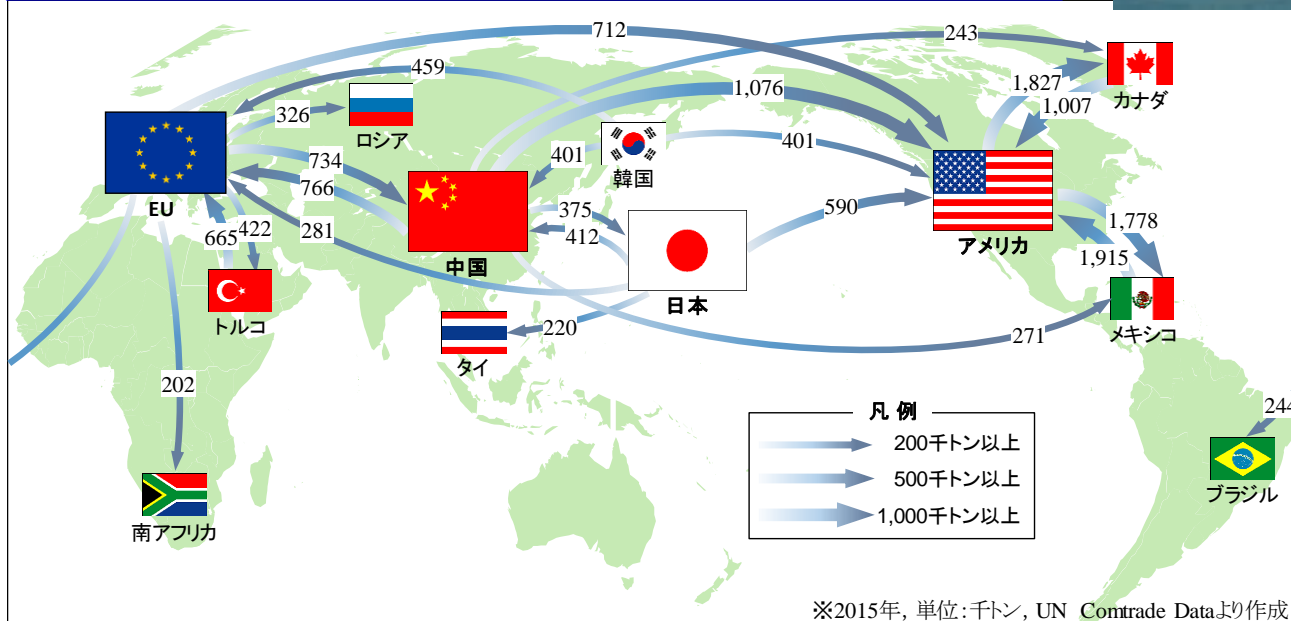 712
243
459
1,827
カナダ
1,076
1,007
326
ロシア
401
韓国
401
734
766
EU
中国
375
412
590
アメリカ
1,778
1,915
665
422
281
トルコ
日本
メキシコ
220
タイ
271
202
南アフリカ
244
ブラジル
凡 例
200千トン以上
500千トン以上
1,000千トン以上
※2015年, 単位:千トン, UN Comtrade Dataより作成